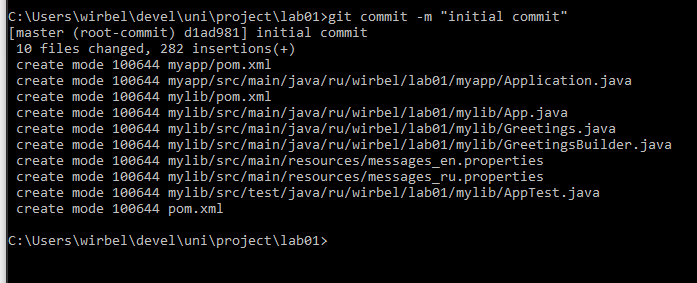 C:\Users\wirbel\devel\uni\project\lab01>git commit -m "initial commit"
[master (root-commit) d1ad981] initial commit
 10 files changed, 282 insertions(+)
 create mode 100644 myapp/pom.xml
 create mode 100644 myapp/src/main/java/ru/wirbel/lab01/myapp/Application.java
 create mode 100644 mylib/pom.xml
 create mode 100644 mylib/src/main/java/ru/wirbel/lab01/mylib/App.java
 create mode 100644 mylib/src/main/java/ru/wirbel/lab01/mylib/Greetings.java
 create mode 100644 mylib/src/main/java/ru/wirbel/lab01/mylib/GreetingsBuilder.java
 create mode 100644 mylib/src/main/resources/messages_en.properties
 create mode 100644 mylib/src/main/resources/messages_ru.properties
 create mode 100644 mylib/src/test/java/ru/wirbel/lab01/mylib/AppTest.java
 create mode 100644 pom.xml
C:\Users\wirbel\devel\uni\project\lab01>